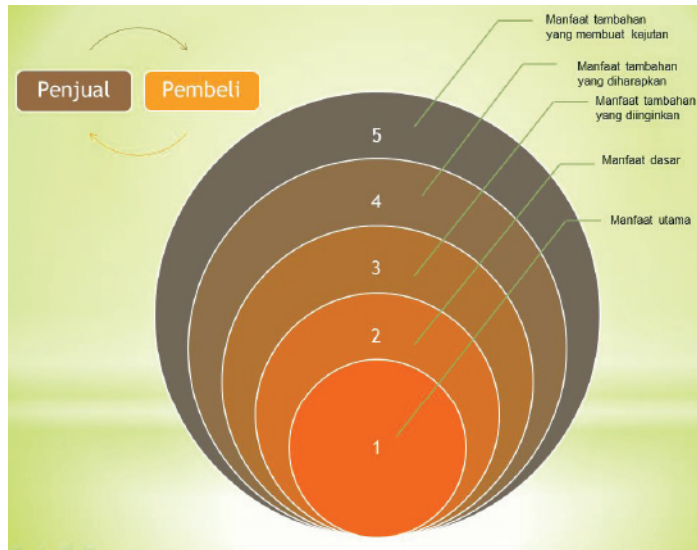 Penjual
Pembeli
Manfaat tambahan
yang membuat kejutan
Manfaat tambahan
yang diharapkan
Manfaat tambahan
yang diinginkan
Manfaat dasar
Manfaat utama
5
4
3
2
1